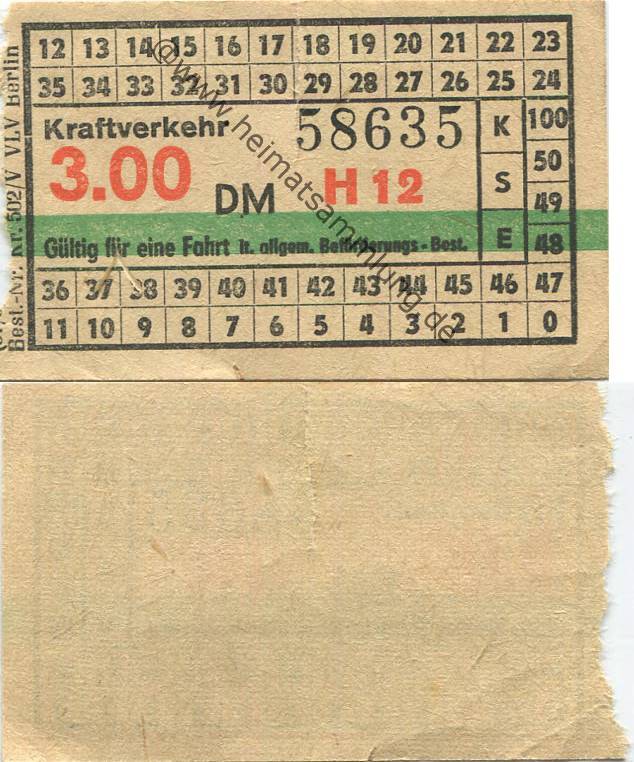 12 13 14 15 16 17 18 19 20 21 22 23
35 34 33 32 31 30 29 28 27 26 25 24
Kraftverkehr 58635 K 100
3.00 DM H 12 S 50
49
Gültig für eine Fahrt lt. allgem. Beförderungs-Best. E 48
36 37 38 39 40 41 42 43 44 45 46 47
11 10 9 8 7 6 5 4 3 2 1 0
Best.-Nr. Kr. 502/V VLV Berlin
@www.heimatsammlung.de